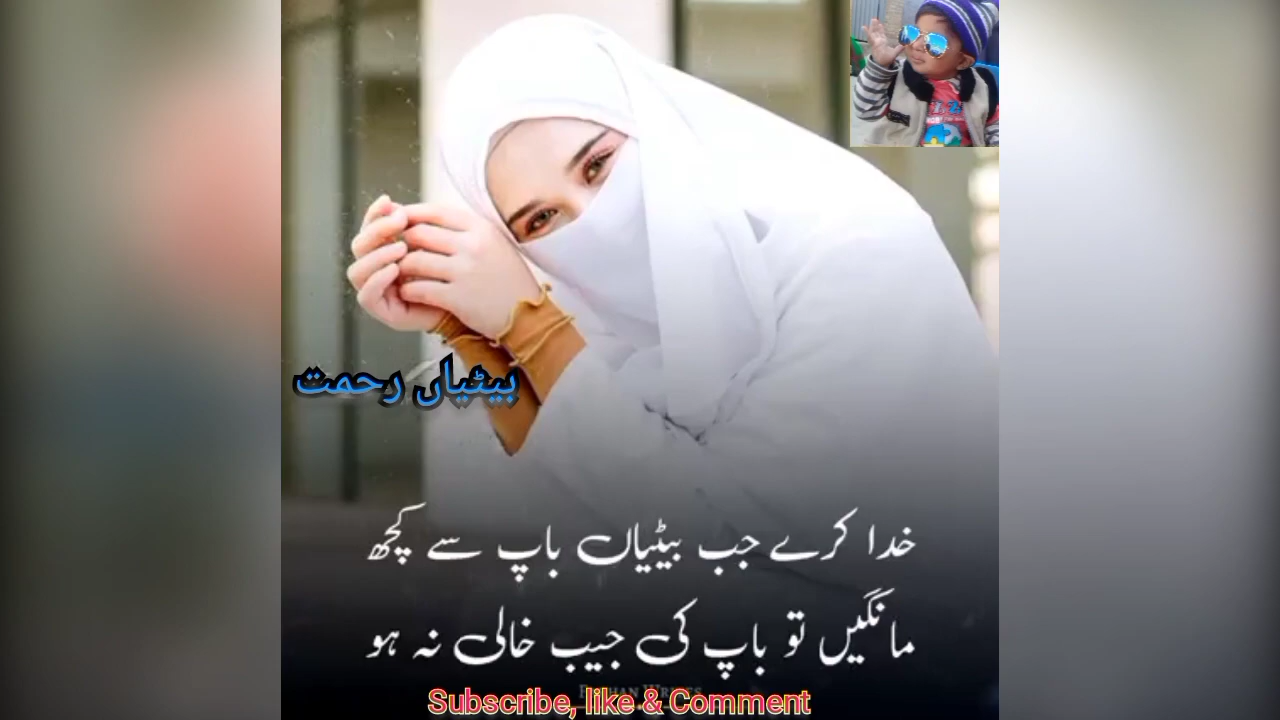 بیٹیاں رحمت
خدا کرے جب بیٹیاں باپ سے کچھ
مانگیں تو باپ کی جیب خالی نہ ہو
Subscribe, like & Comment